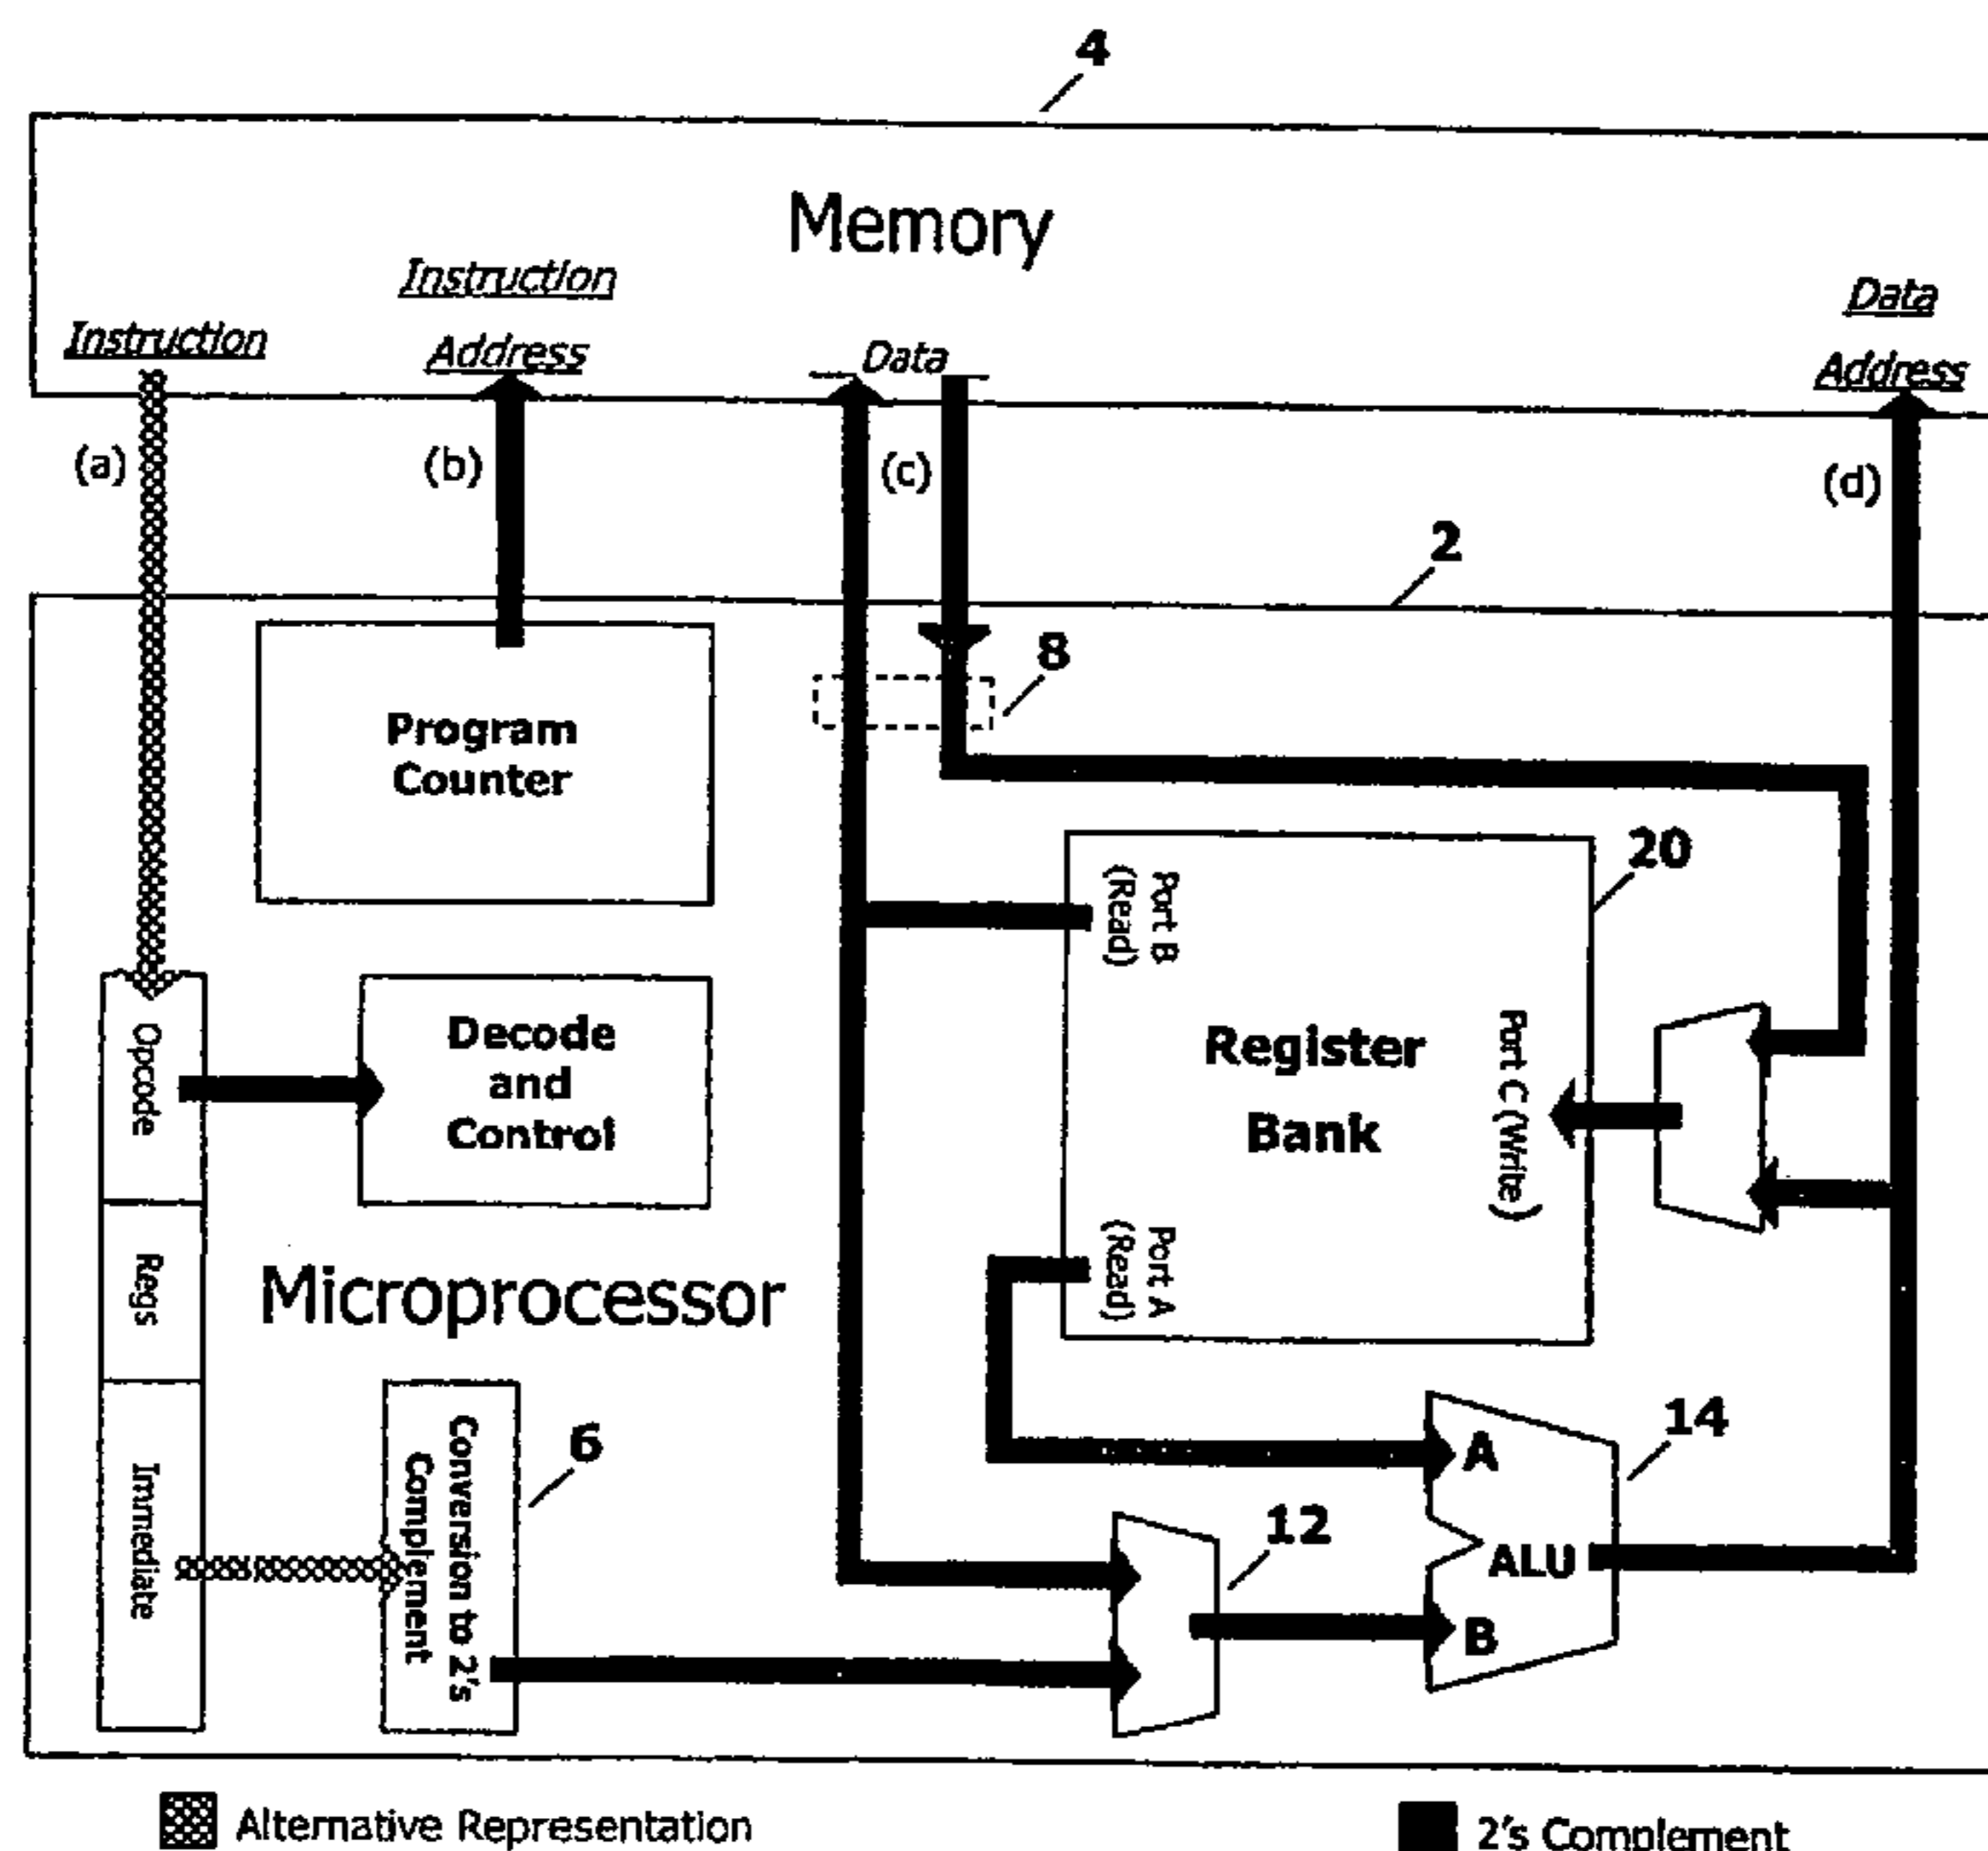 4
Memory
Instruction
Instruction
Address
Data
Data
Address
(a)
(b)
(c)
(d)
2
8
Program
Counter
20
Port B
(Read)
Opcode
Decode
and
Control
Register
Bank
Port C (Write)
Regs
Microprocessor
Port A
(Read)
Immediate
Conversion to 2's
Complement
6
A
14
12
ALU
B
Alternative Representation
2's Complement